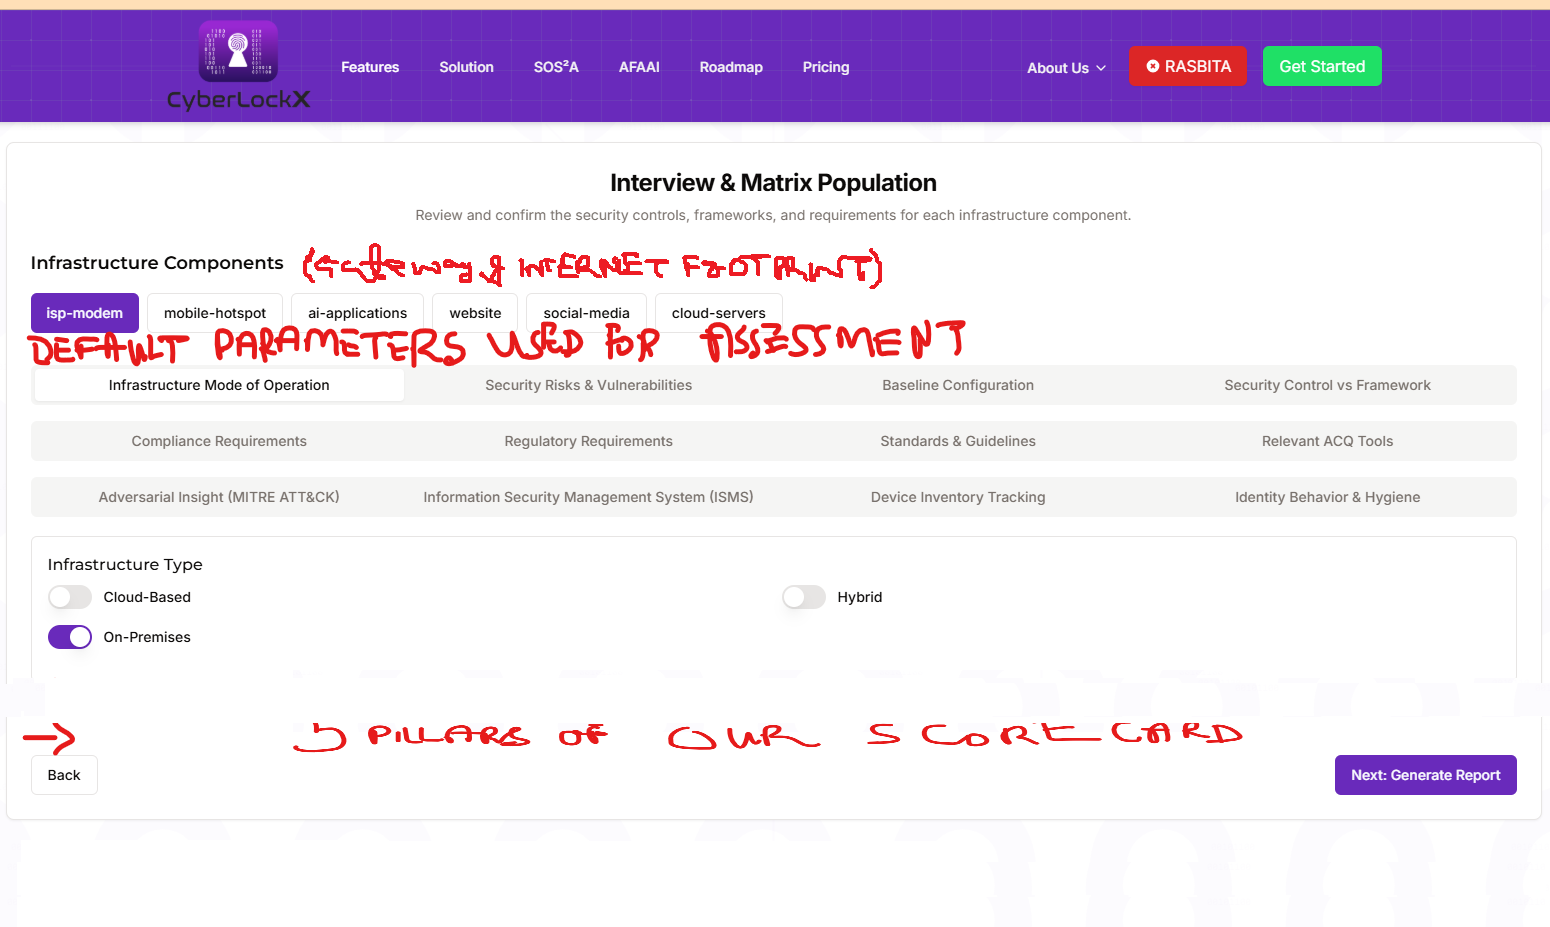 CyberLockX
Features Solution SOS²A AFAAI Roadmap Pricing About Us RASBITA Get Started
Interview & Matrix Population
Review and confirm the security controls, frameworks, and requirements for each infrastructure component.
Infrastructure Components (Gateway & INTERNET FOOTPRINT)
isp-modem mobile-hotspot ai-applications website social-media cloud-servers
DEFAULT PARAMETERS USED FOR ASSESSMENT
Infrastructure Mode of Operation Security Risks & Vulnerabilities Baseline Configuration Security Control vs Framework
Compliance Requirements Regulatory Requirements Standards & Guidelines Relevant ACQ Tools
Adversarial Insight (MITRE ATT&CK) Information Security Management System (ISMS) Device Inventory Tracking Identity Behavior & Hygiene
Infrastructure Type
Cloud-Based Hybrid
On-Premises
5 PILLARS OF OUR SCORECARD
Back Next: Generate Report